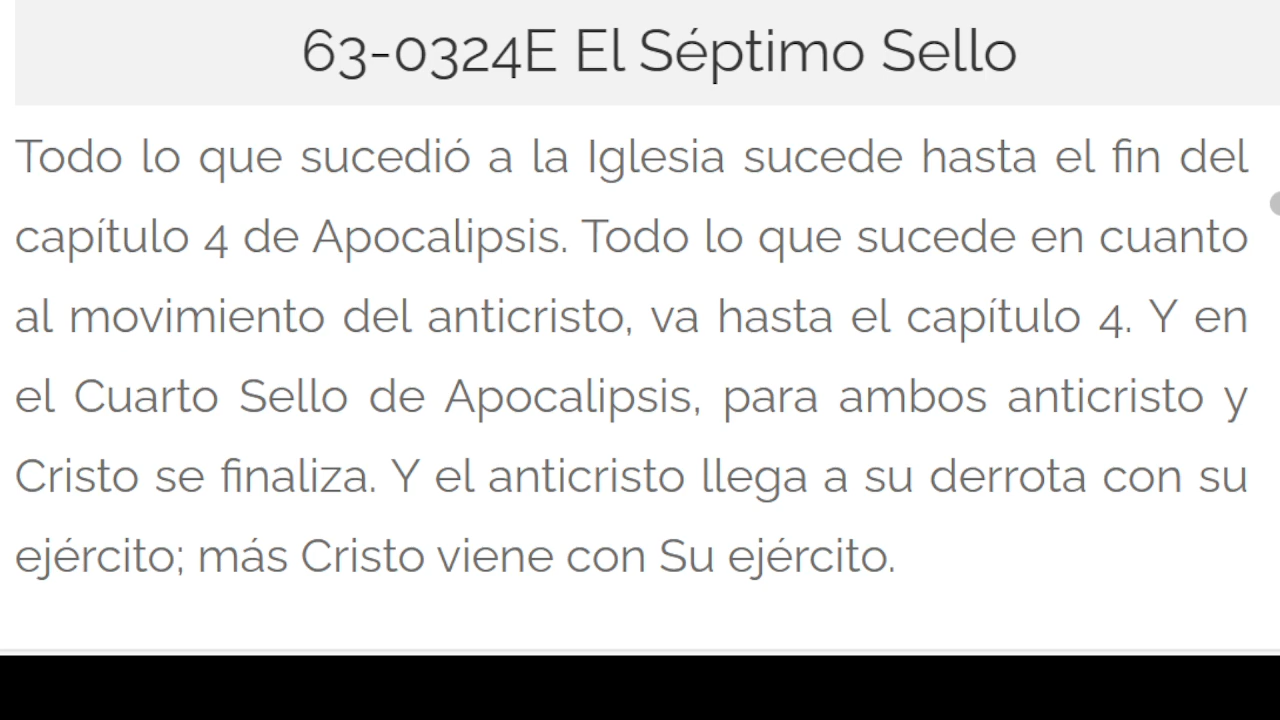 63-0324E El Séptimo Sello
Todo lo que sucedió a la Iglesia sucede hasta el fin del
capítulo 4 de Apocalipsis. Todo lo que sucede en cuanto
al movimiento del anticristo, va hasta el capítulo 4. Y en
el Cuarto Sello de Apocalipsis, para ambos anticristo y
Cristo se finaliza. Y el anticristo llega a su derrota con su
ejército; más Cristo viene con Su ejército.